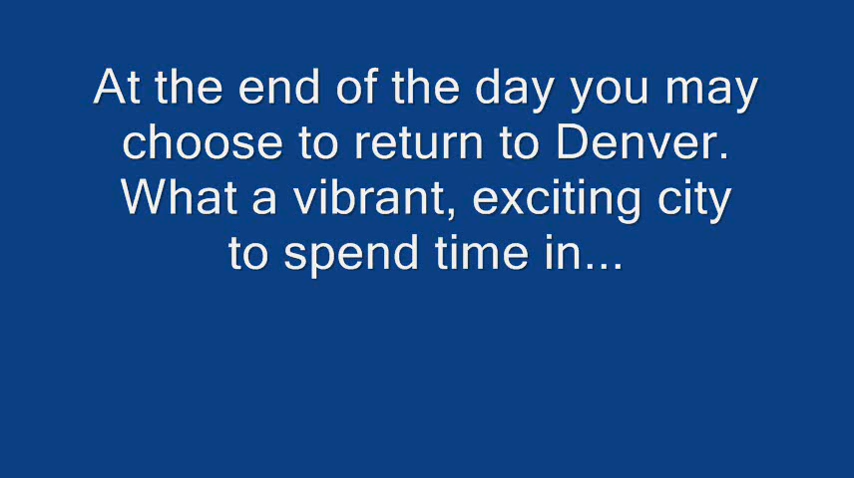 At the end of the day you may
choose to return to Denver.
What a vibrant, exciting city
to spend time in...